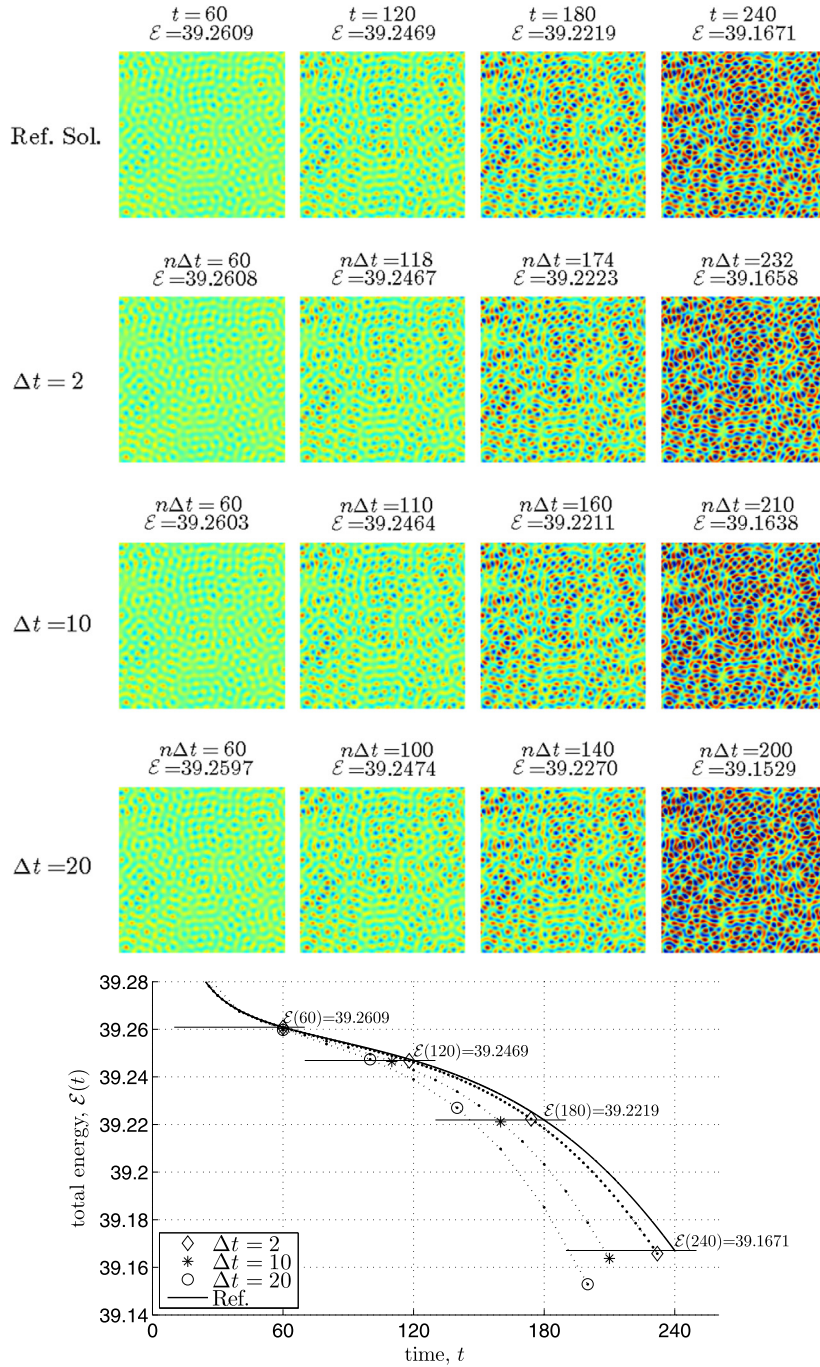 t = 60 t = 120 t = 180 t = 240
ℰ =39.2609 ℰ =39.2469 ℰ =39.2219 ℰ =39.1671
Ref. Sol.
nΔt = 60 nΔt = 118 nΔt = 174 nΔt = 232
ℰ =39.2608 ℰ =39.2467 ℰ =39.2223 ℰ =39.1658
Δt = 2
nΔt = 60 nΔt = 110 nΔt = 160 nΔt = 210
ℰ =39.2603 ℰ =39.2464 ℰ =39.2211 ℰ =39.1638
Δt =10
nΔt = 60 nΔt = 100 nΔt = 140 nΔt = 200
ℰ =39.2597 ℰ =39.2474 ℰ =39.2270 ℰ =39.1529
Δt =20
39.28
39.26
39.24
39.22
39.2
39.18
39.16
39.14
total energy, ℰ(t)
ℰ(60)=39.2609
ℰ(120)=39.2469
ℰ(180)=39.2219
ℰ(240)=39.1671
Δt = 2
Δt = 10
Δt = 20
Ref.
0 60 120 180 240
time, t